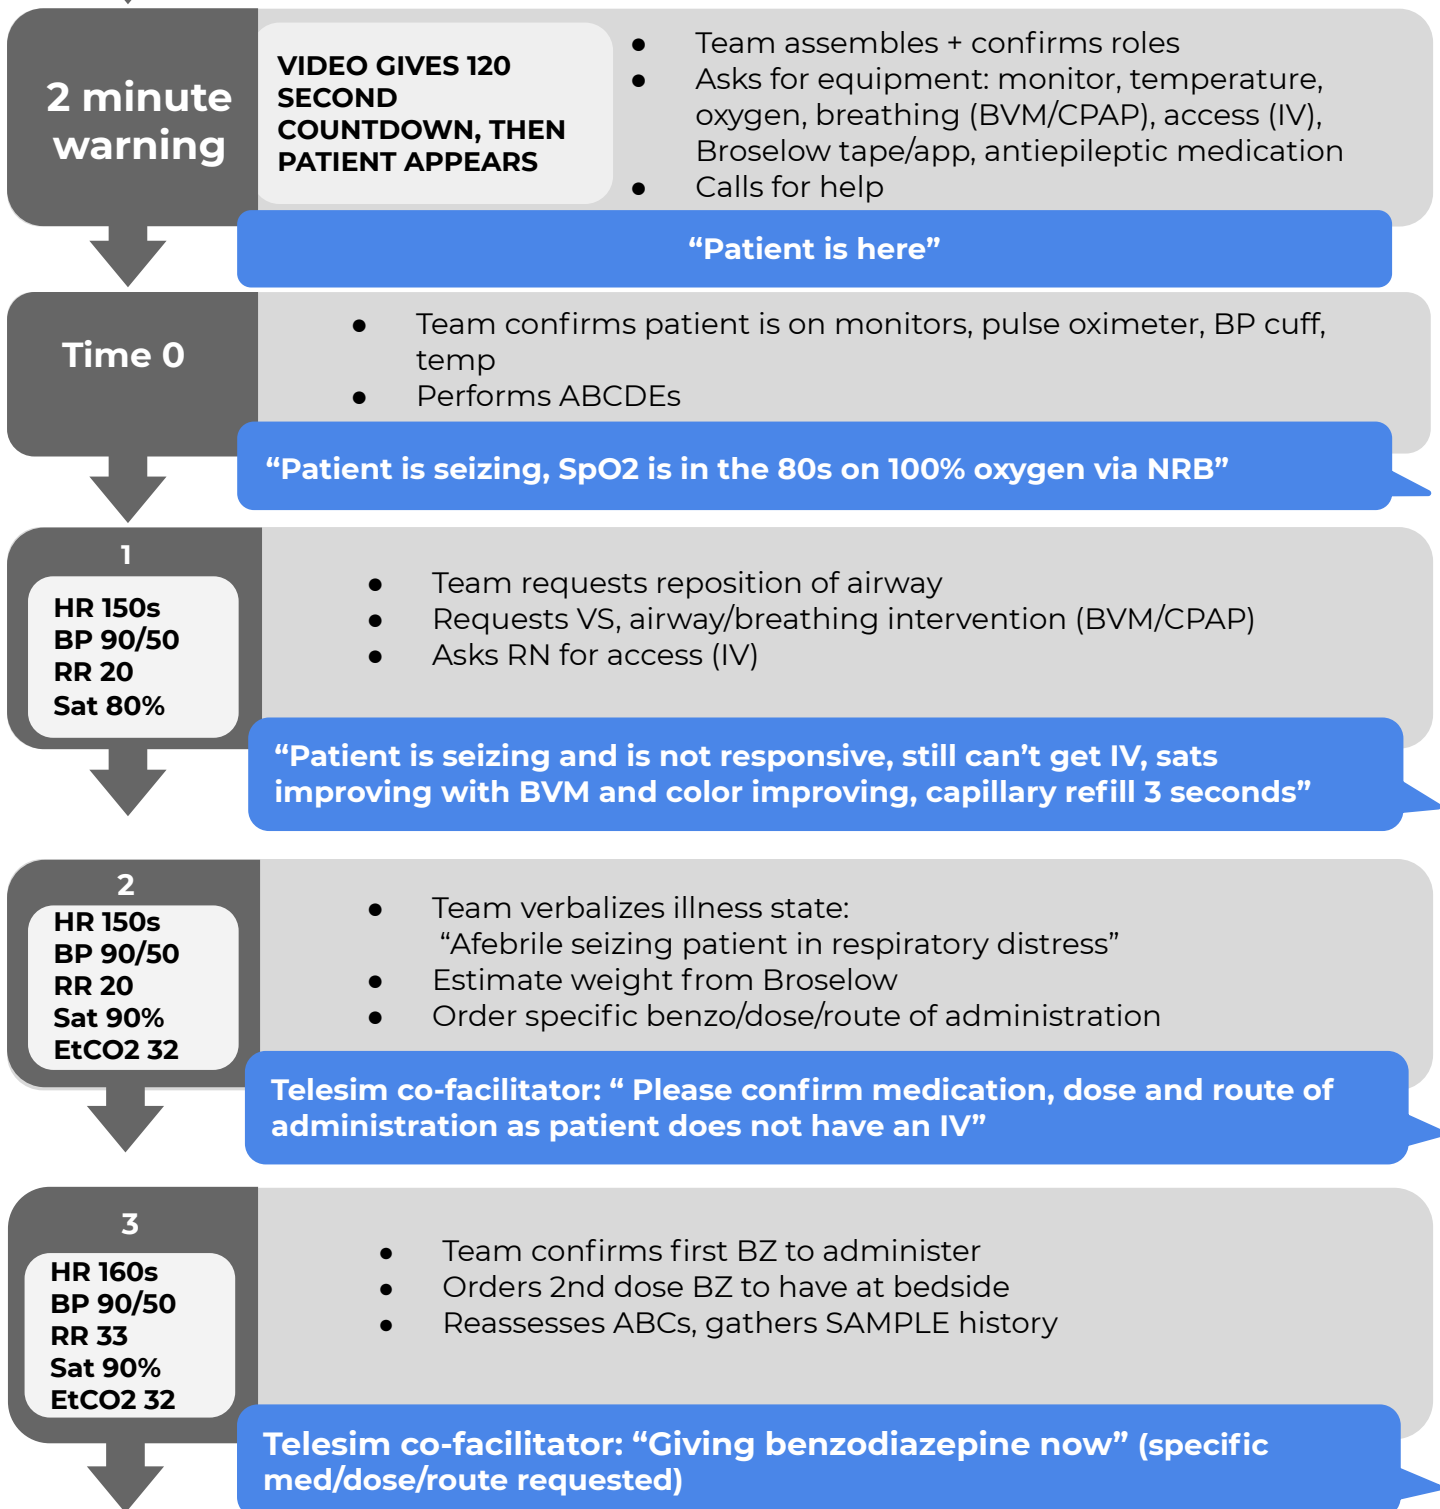 2 minute
warning
VIDEO GIVES 120
SECOND
COUNTDOWN, THEN
PATIENT APPEARS
● Team assembles + confirms roles
● Asks for equipment: monitor, temperature,
oxygen, breathing (BVM/CPAP), access (IV),
Broselow tape/app, antiepileptic medication
● Calls for help
“Patient is here”
Time 0
● Team confirms patient is on monitors, pulse oximeter, BP cuff,
temp
● Performs ABCDEs
“Patient is seizing, SpO2 is in the 80s on 100% oxygen via NRB”
1
HR 150s
BP 90/50
RR 20
Sat 80%
● Team requests reposition of airway
● Requests VS, airway/breathing intervention (BVM/CPAP)
● Asks RN for access (IV)
“Patient is seizing and is not responsive, still can’t get IV, sats
improving with BVM and color improving, capillary refill 3 seconds”
2
HR 150s
BP 90/50
RR 20
Sat 90%
EtCO2 32
● Team verbalizes illness state:
“Afebrile seizing patient in respiratory distress”
● Estimate weight from Broselow
● Order specific benzo/dose/route of administration
Telesim co-facilitator: “ Please confirm medication, dose and route of
administration as patient does not have an IV”
3
HR 160s
BP 90/50
RR 33
Sat 90%
EtCO2 32
● Team confirms first BZ to administer
● Orders 2nd dose BZ to have at bedside
● Reassesses ABCs, gathers SAMPLE history
Telesim co-facilitator: “Giving benzodiazepine now” (specific
med/dose/route requested)